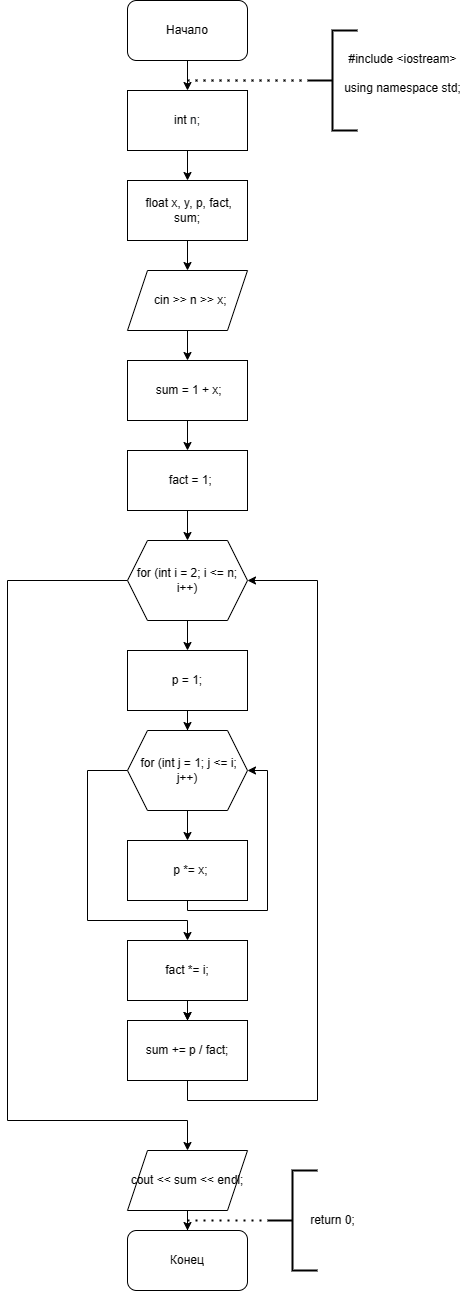 Начало
#include <iostream>
using namespace std;
int n;
float x, y, p, fact,
sum;
cin >> n >> x;
sum = 1 + x;
fact = 1;
for (int i = 2; i <= n;
i++)
p = 1;
for (int j = 1; j <= i;
j++)
p *= x;
fact *= i;
sum += p / fact;
cout << sum << endl;
return 0;
Конец